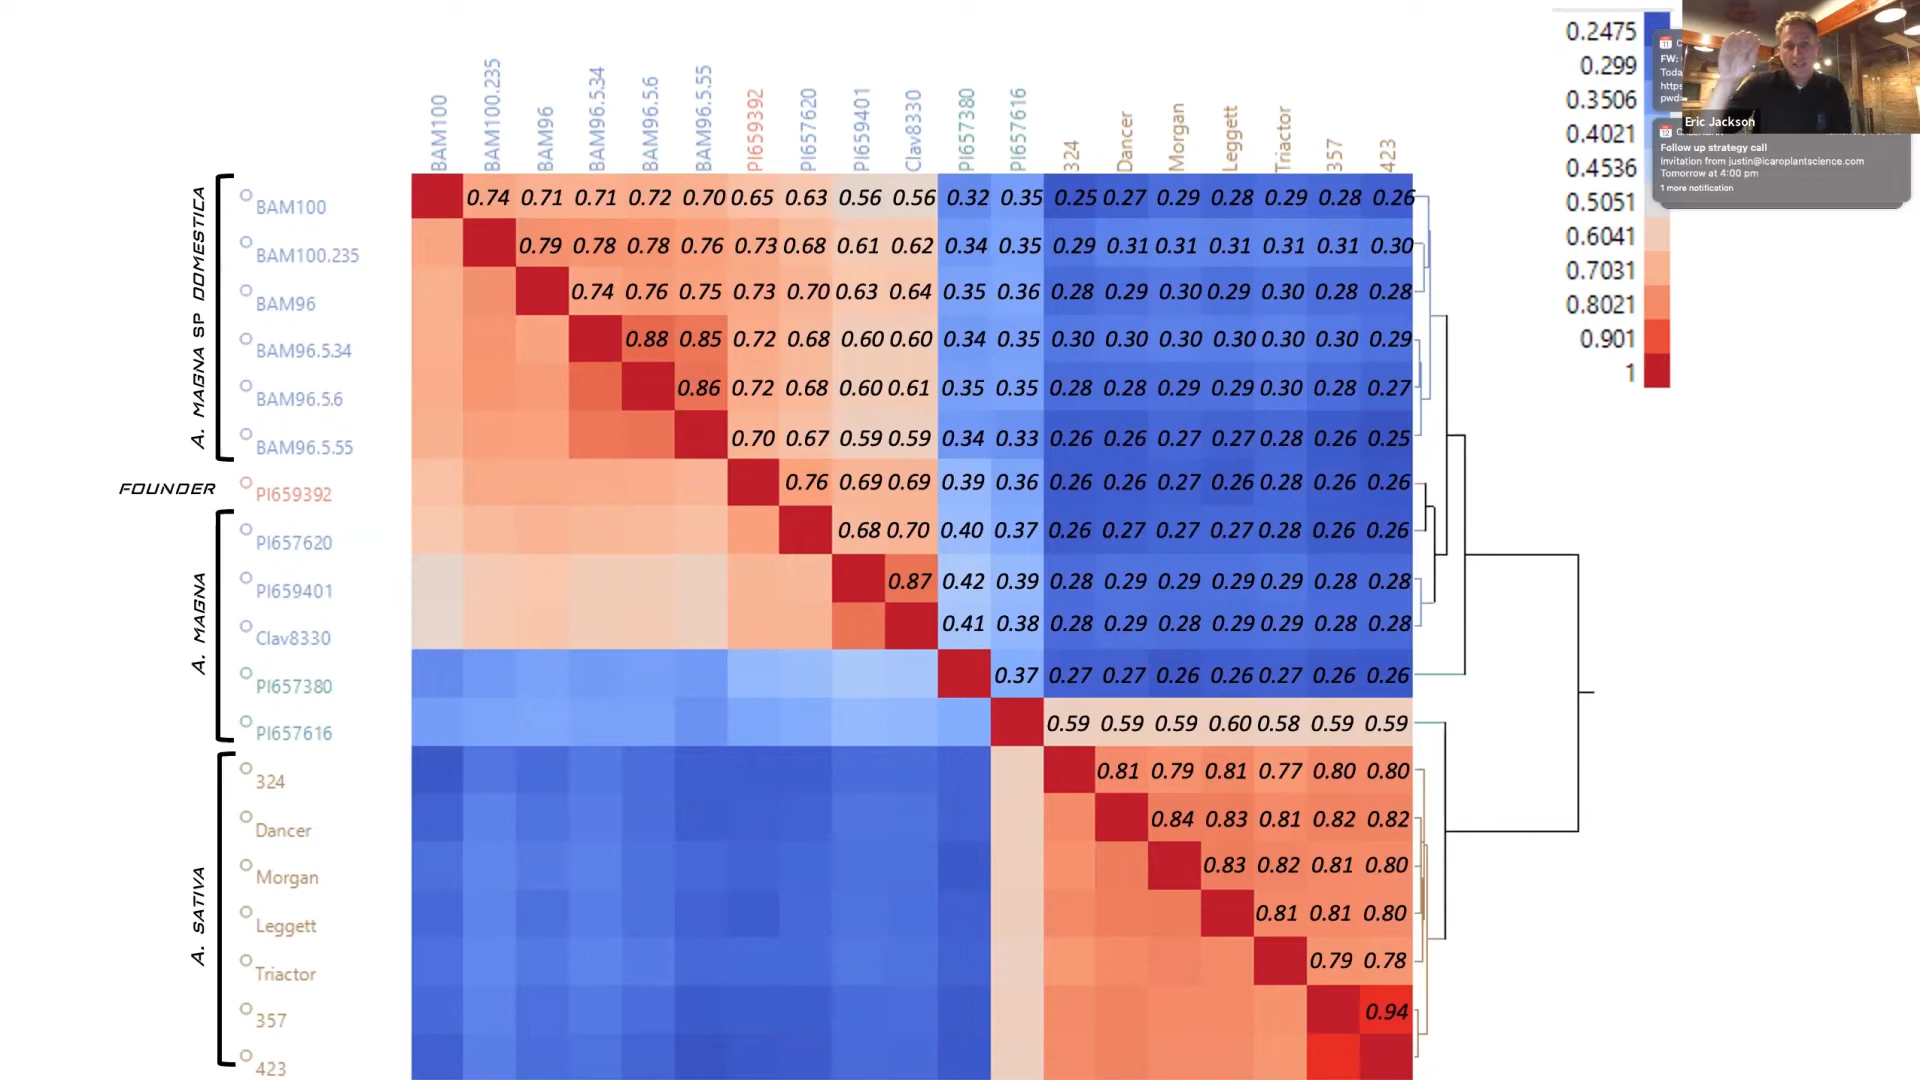 BAM100
BAM100.235
BAM96
BAM96.5.34
BAM96.5.6
BAM96.5.55
PI659392
PI657620
PI659401
Clav8330
PI657380
PI657616
324
Dancer
Morgan
Leggett
Triactor
357
423
0.2475
0.299
0.3506
0.4021
0.4536
0.5051
0.6041
0.7031
0.8021
0.901
1
FW:
Toda
https
pwd
Eric Jackson
Follow up strategy call
Invitation from justin@icaroplantscience.com
Tomorrow at 4:00 pm
1 more notification
A. MAGNA SP DOMESTICA
FOUNDER
A. MAGNA
A. SATIVA
BAM100 0.74 0.71 0.71 0.72 0.70 0.65 0.63 0.56 0.56 0.32 0.35 0.25 0.27 0.29 0.28 0.29 0.28 0.26
BAM100.235 0.79 0.78 0.78 0.76 0.73 0.68 0.61 0.62 0.34 0.35 0.29 0.31 0.31 0.31 0.31 0.31 0.30
BAM96 0.74 0.76 0.75 0.73 0.70 0.63 0.64 0.35 0.36 0.28 0.29 0.30 0.29 0.30 0.28 0.28
BAM96.5.34 0.88 0.85 0.72 0.68 0.60 0.60 0.34 0.35 0.30 0.30 0.30 0.30 0.30 0.30 0.29
BAM96.5.6 0.86 0.72 0.68 0.60 0.61 0.35 0.35 0.28 0.28 0.29 0.29 0.30 0.28 0.27
BAM96.5.55 0.70 0.67 0.59 0.59 0.34 0.33 0.26 0.26 0.27 0.27 0.28 0.26 0.25
PI659392 0.76 0.69 0.69 0.39 0.36 0.26 0.26 0.27 0.26 0.28 0.26 0.26
PI657620 0.68 0.70 0.40 0.37 0.26 0.27 0.27 0.27 0.28 0.26 0.26
PI659401 0.87 0.42 0.39 0.28 0.29 0.29 0.29 0.29 0.28 0.28
Clav8330 0.41 0.38 0.28 0.29 0.28 0.29 0.29 0.28 0.28
PI657380 0.37 0.27 0.27 0.26 0.26 0.27 0.26 0.26
PI657616 0.59 0.59 0.59 0.60 0.58 0.59 0.59
324 0.81 0.79 0.81 0.77 0.80 0.80
Dancer 0.84 0.83 0.81 0.82 0.82
Morgan 0.83 0.82 0.81 0.80
Leggett 0.81 0.81 0.80
Triactor 0.79 0.78
357 0.94
423